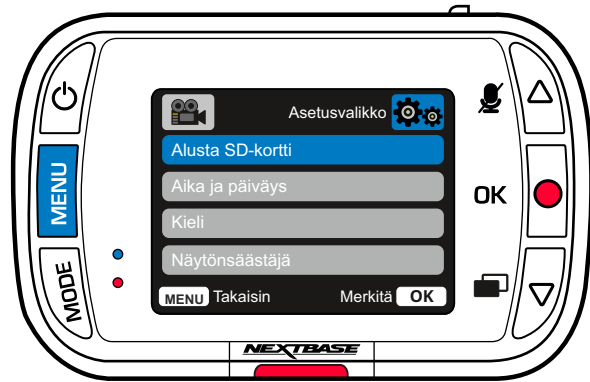 Asetusvalikko
Alusta SD-kortti
Aika ja päiväys
Kieli
Näytönsäästäjä
MENU Takaisin Merkitä OK
MENU
MODE
OK
NEXTBASE